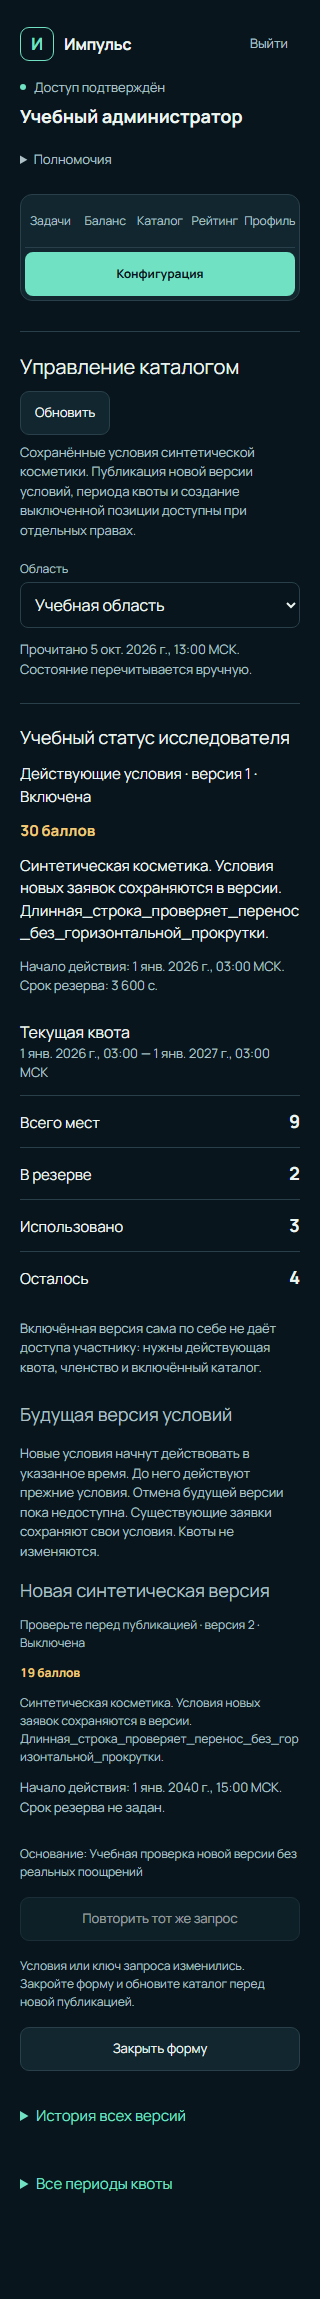 И Импульс Выйти
Доступ подтверждён
Учебный администратор
Полномочия
Задачи Баланс Каталог Рейтинг Профиль
Конфигурация
Управление каталогом
Обновить
Сохранённые условия синтетической
косметики. Публикация новой версии
условий, периода квоты и создание
выключенной позиции доступны при
отдельных правах.
Область
Учебная область
Прочитано 5 окт. 2026 г., 13:00 МСК.
Состояние перечитывается вручную.
Учебный статус исследователя
Действующие условия · версия 1 ·
Включена
30 баллов
Синтетическая косметика. Условия
новых заявок сохраняются в версии.
Длинная_строка_проверяет_перенос
_без_горизонтальной_прокрутки.
Начало действия: 1 янв. 2026 г., 03:00 МСК.
Срок резерва: 3 600 с.
Текущая квота
1 янв. 2026 г., 03:00 — 1 янв. 2027 г., 03:00
МСК
Всего мест 9
В резерве 2
Использовано 3
Осталось 4
Включённая версия сама по себе не даёт
доступа участнику: нужны действующая
квота, членство и включённый каталог.
Будущая версия условий
Новые условия начнут действовать в
указанное время. До него действуют
прежние условия. Отмена будущей версии
пока недоступна. Существующие заявки
сохраняют свои условия. Квоты не
изменяются.
Новая синтетическая версия
Проверьте перед публикацией · версия 2 ·
Выключена
19 баллов
Синтетическая косметика. Условия новых
заявок сохраняются в версии.
Длинная_строка_проверяет_перенос_без_гор
изонтальной_прокрутки.
Начало действия: 1 янв. 2040 г., 15:00 МСК.
Срок резерва не задан.
Основание: Учебная проверка новой версии без
реальных поощрений
Повторить тот же запрос
Условия или ключ запроса изменились.
Закройте форму и обновите каталог перед
новой публикацией.
Закрыть форму
История всех версий
Все периоды квоты